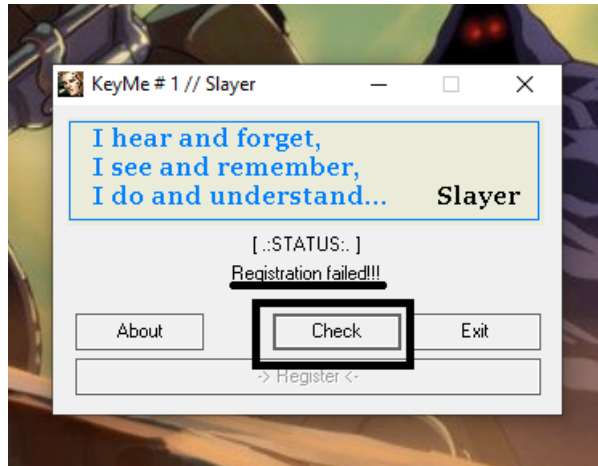 KeyMe # 1 // Slayer
I hear and forget,
I see and remember,
I do and understand... Slayer
[ .:STATUS:. ]
Registration failed!!!
About Check Exit
-> Register <-